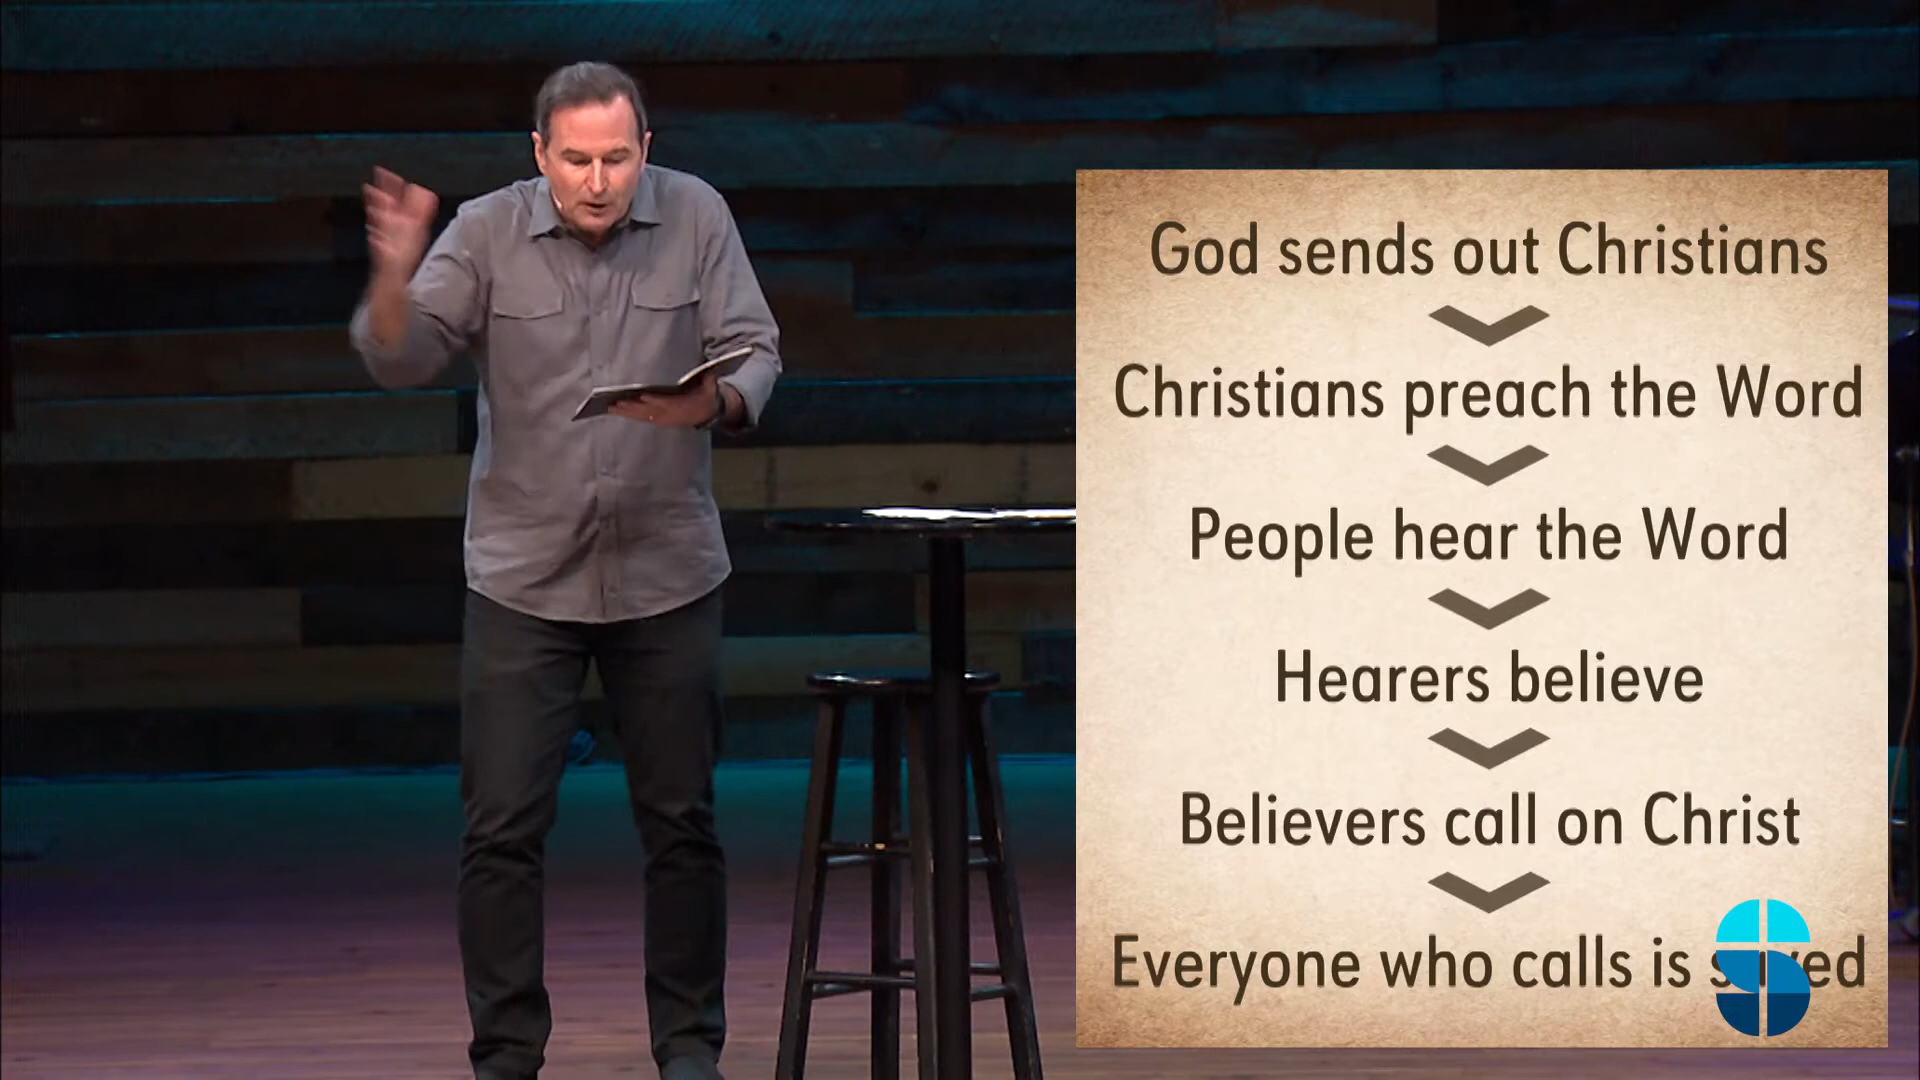 God sends out Christians
Christians preach the Word
People hear the Word
Hearers believe
Believers call on Christ
Everyone who calls is saved